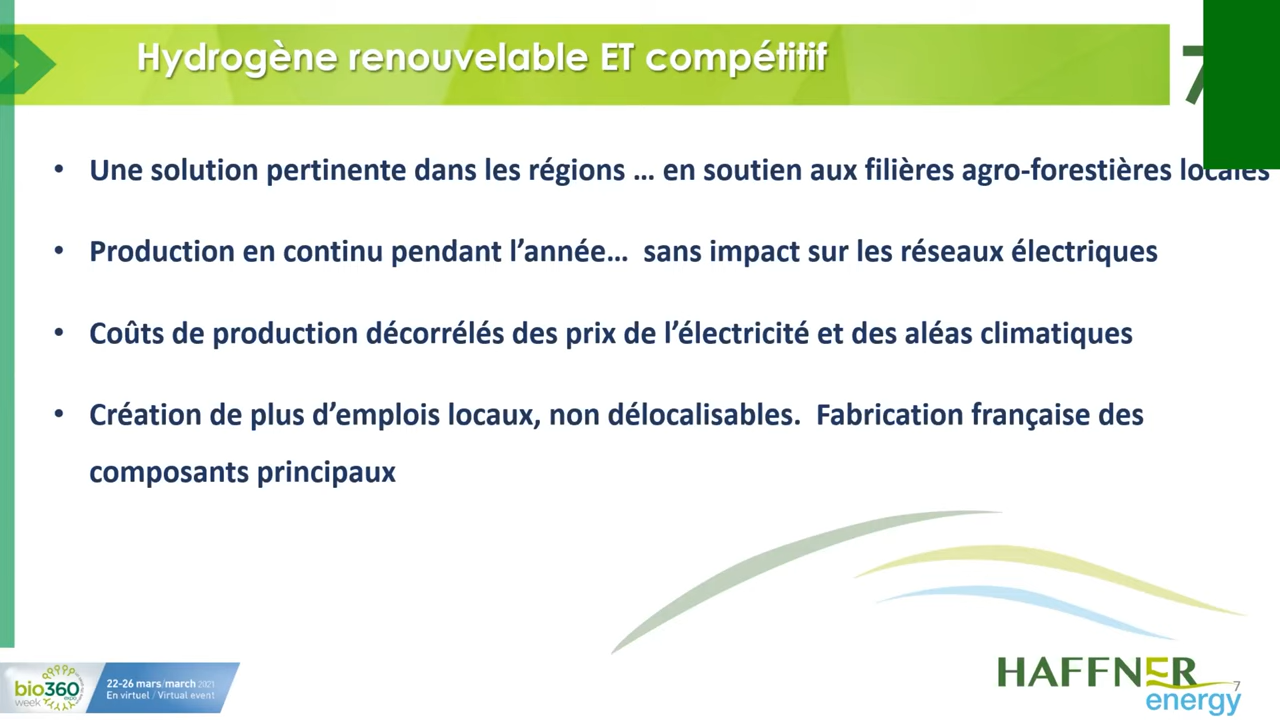 Hydrogène renouvelable ET compétitif
7
• Une solution pertinente dans les régions … en soutien aux filières agro-forestières locales
• Production en continu pendant l’année… sans impact sur les réseaux électriques
• Coûts de production décorrélés des prix de l’électricité et des aléas climatiques
• Création de plus d’emplois locaux, non délocalisables. Fabrication française des
composants principaux
bio360
expo
week
22-26 mars/march 2021
En virtuel / Virtual event
HAFFNER
energy
7